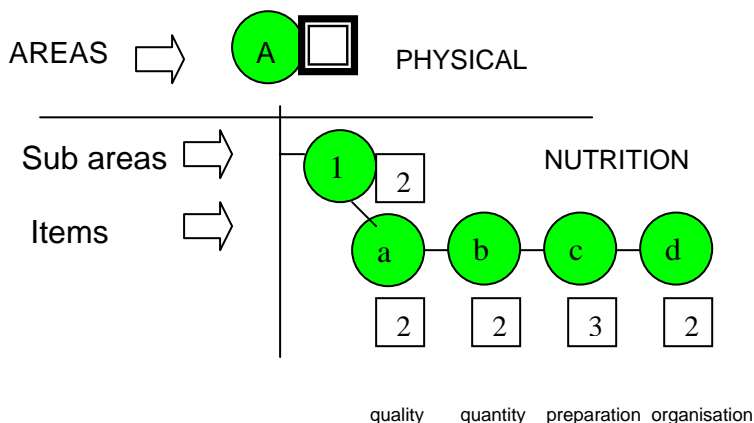 AREAS A PHYSICAL
Sub areas 1 2 NUTRITION
Items
a b c d
2 2 3 2
quality quantity preparation organisation